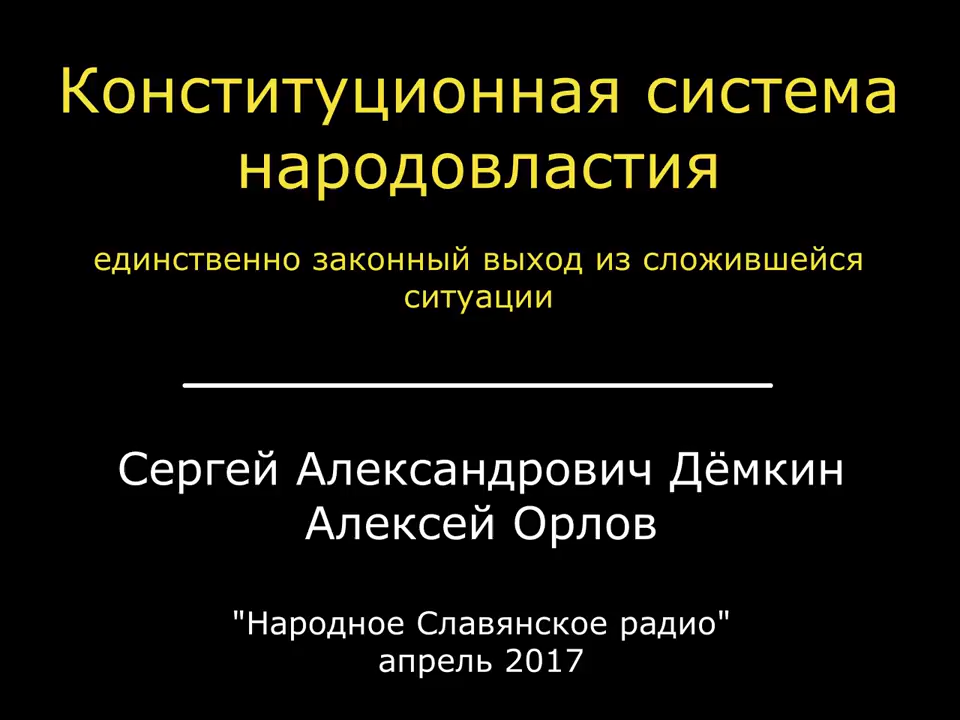 Конституционная система
народовластия
единственно законный выход из сложившейся
ситуации
Сергей Александрович Дёмкин
Алексей Орлов
"Народное Славянское радио"
апрель 2017